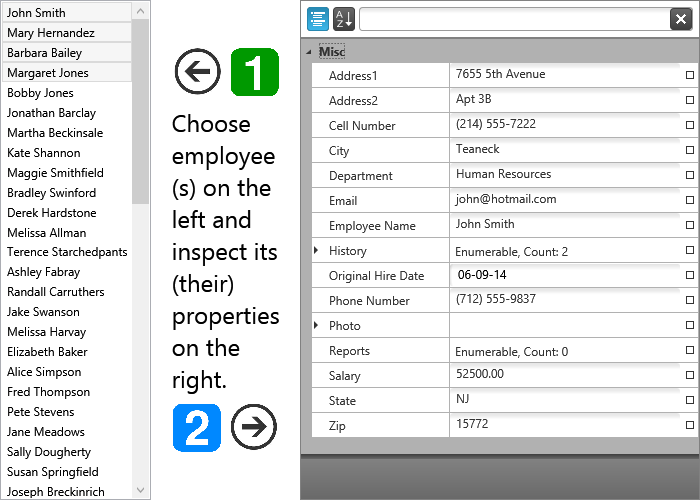 John Smith
Mary Hernandez
Barbara Bailey
Margaret Jones
Bobby Jones
Jonathan Barclay
Martha Beckinsale
Kate Shannon
Maggie Smithfield
Bradley Swinford
Derek Hardstone
Melissa Allman
Terence Starchedpants
Ashley Fabray
Randall Carruthers
Jake Swanson
Melissa Harvay
Elizabeth Baker
Alice Simpson
Fred Thompson
Pete Stevens
Jane Meadows
Sally Dougherty
Susan Springfield
Joseph Breckinrich
1
Choose
employee
(s) on the
left and
inspect its
(their)
properties
on the
right.
2
A
Z
Misc
Address1 7655 5th Avenue
Address2 Apt 3B
Cell Number (214) 555-7222
City Teaneck
Department Human Resources
Email john@hotmail.com
Employee Name John Smith
History Enumerable, Count: 2
Original Hire Date 06-09-14
Phone Number (712) 555-9837
Photo
Reports Enumerable, Count: 0
Salary 52500.00
State NJ
Zip 15772